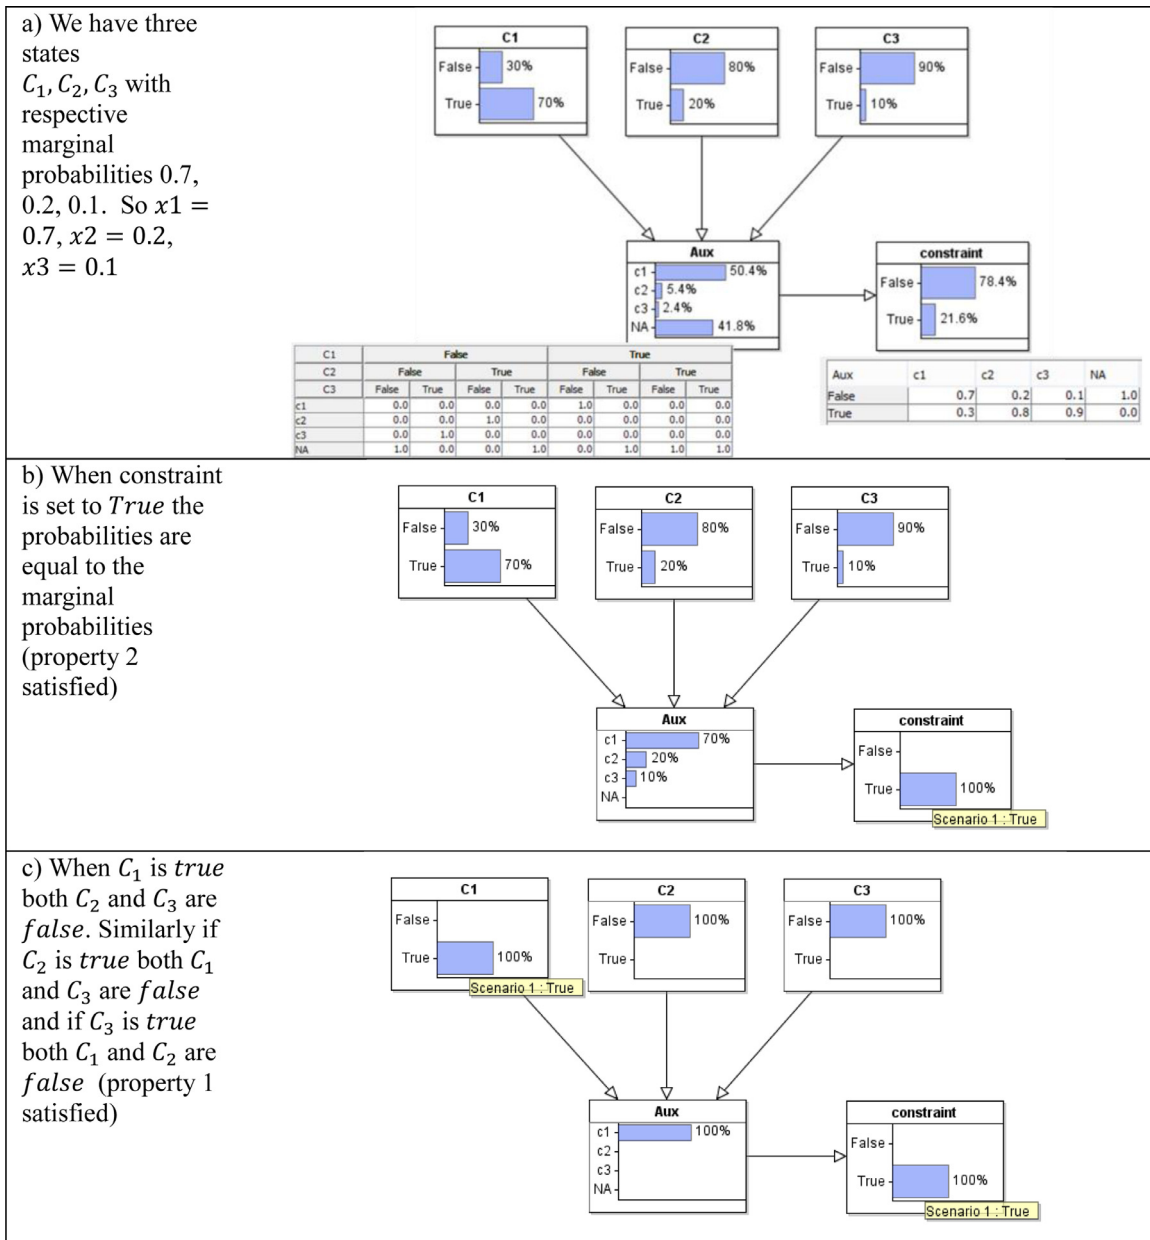 a) We have three
states
𝐶₁, 𝐶₂, 𝐶₃ with
respective
marginal
probabilities 0.7,
0.2, 0.1. So 𝑥1 =
0.7, 𝑥2 = 0.2,
𝑥3 = 0.1
C1
False 30%
True 70%
C2
False 80%
True 20%
C3
False 90%
True 10%
Aux
c1 50.4%
c2 5.4%
c3 2.4%
NA 41.8%
constraint
False 78.4%
True 21.6%
C1 False True
C2 False True False True
C3 False True False True False True False True
c1 0.0 0.0 0.0 0.0 1.0 0.0 0.0 0.0
c2 0.0 0.0 1.0 0.0 0.0 0.0 0.0 0.0
c3 0.0 1.0 0.0 0.0 0.0 0.0 0.0 0.0
NA 1.0 0.0 0.0 1.0 0.0 1.0 1.0 1.0
Aux c1 c2 c3 NA
False 0.7 0.2 0.1 1.0
True 0.3 0.8 0.9 0.0
b) When constraint
is set to True the
probabilities are
equal to the
marginal
probabilities
(property 2
satisfied)
C1
False 30%
True 70%
C2
False 80%
True 20%
C3
False 90%
True 10%
Aux
c1 70%
c2 20%
c3 10%
NA
constraint
False
True 100%
Scenario 1 : True
c) When 𝐶₁ is true
both 𝐶₂ and 𝐶₃ are
false. Similarly if
𝐶₂ is true both 𝐶₁
and 𝐶₃ are false
and if 𝐶₃ is true
both 𝐶₁ and 𝐶₂ are
false (property 1
satisfied)
C1
False
True 100%
Scenario 1 : True
C2
False 100%
True
C3
False 100%
True
Aux
c1 100%
c2
c3
NA
constraint
False
True 100%
Scenario 1 : True